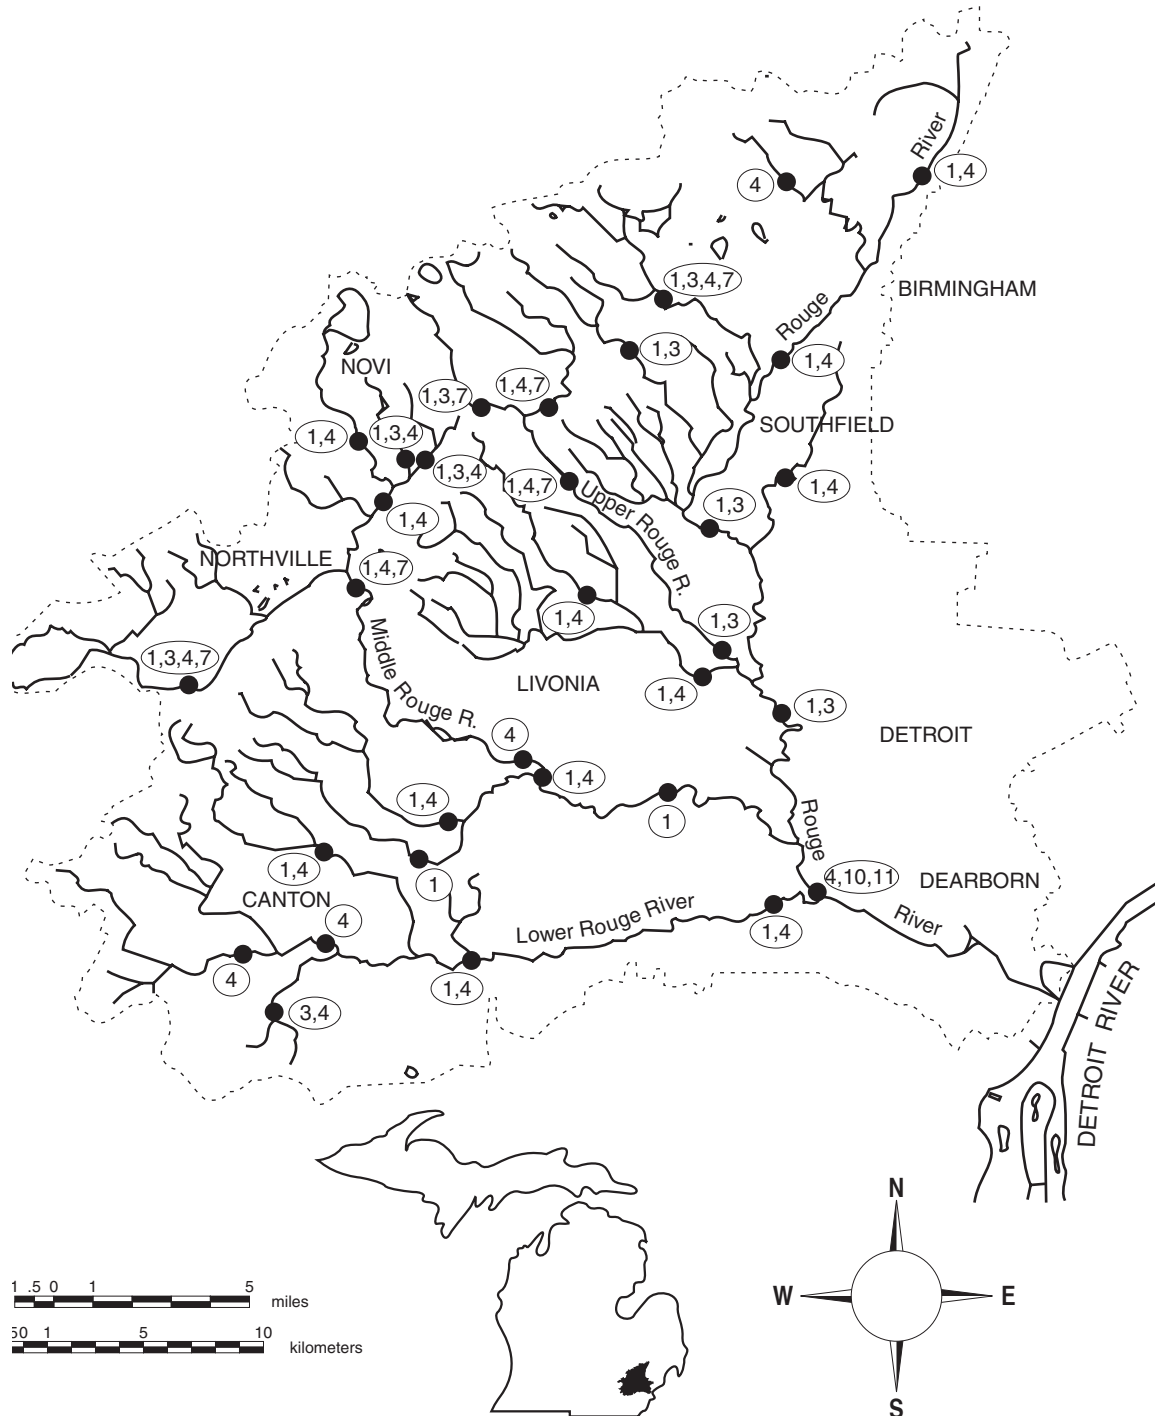 River
1,4
4
1,3,4,7
BIRMINGHAM
Rouge
1,3
1,4
NOVI
1,3,7
1,4,7
1,4
1,3,4
SOUTHFIELD
1,3,4
1,4,7
1,4
Upper Rouge R.
1,3
1,4
NORTHVILLE
1,4,7
1,4
1,3
1,3,4,7
Middle Rouge R.
LIVONIA
1,4
1,3
DETROIT
4
1,4
1,4
1
Rouge
1,4
1
4,10,11
DEARBORN
CANTON
4
Lower Rouge River
1,4
River
4
1,4
3,4
DETROIT RIVER
N
W
E
S
1 .5 0 1 5
miles
50 1 5 10
kilometers